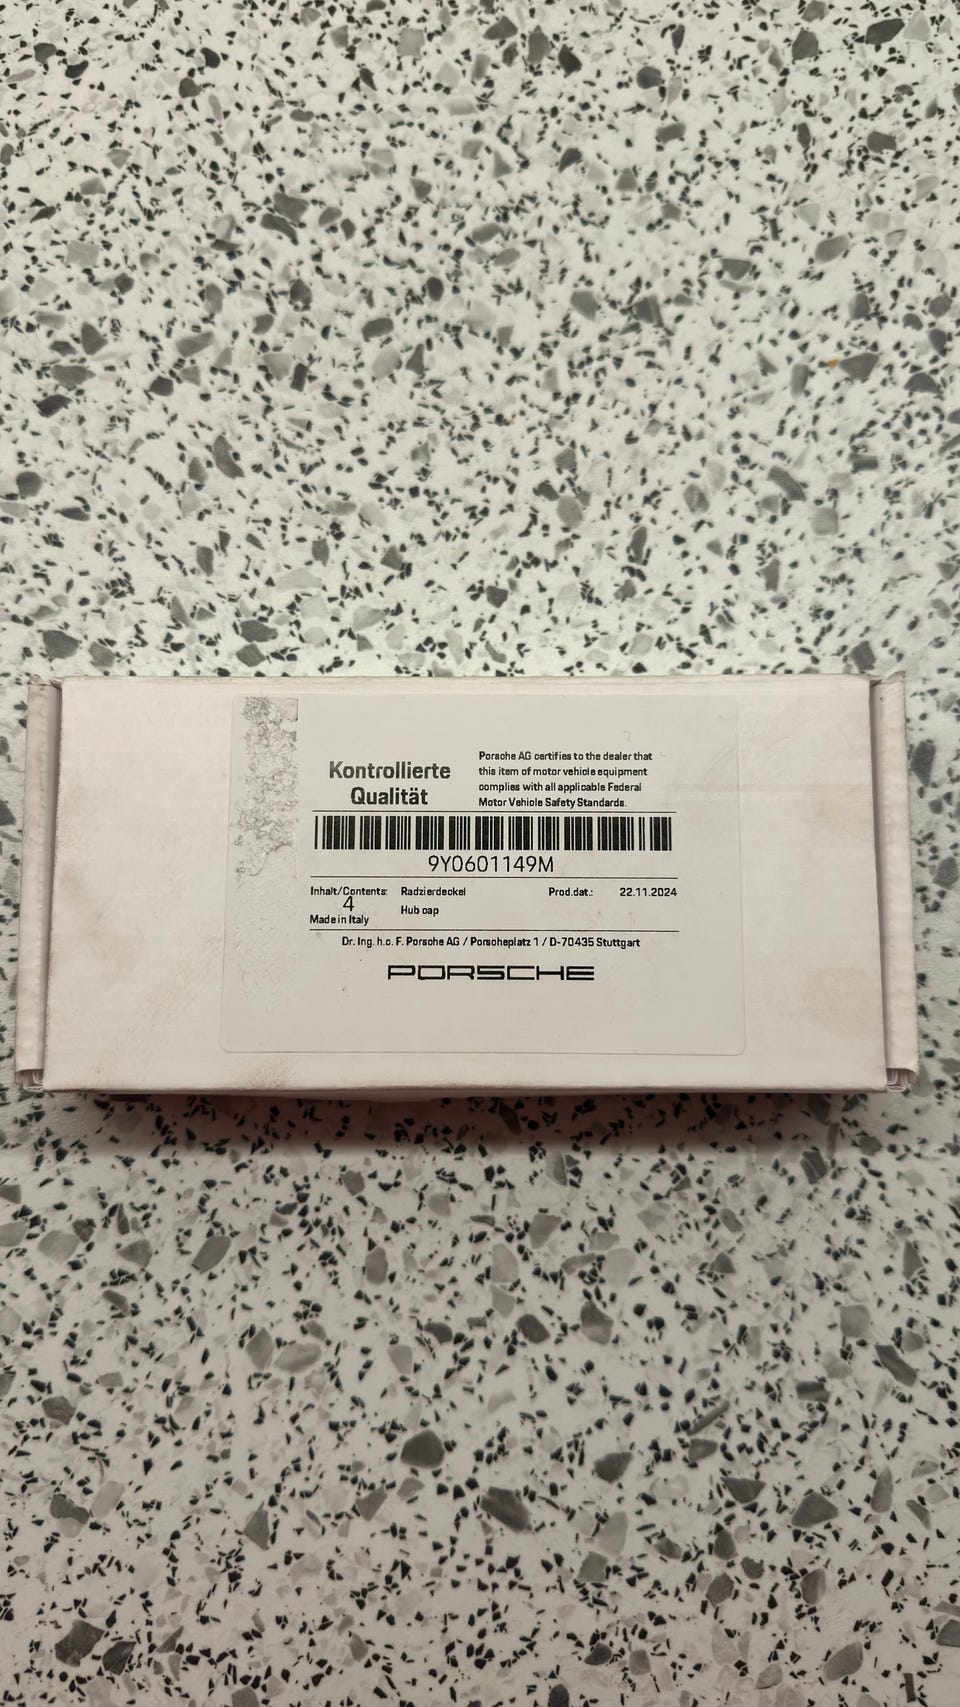 Kontrollierte
Qualität
Porsche AG certifies to the dealer that
this item of motor vehicle equipment
complies with all applicable Federal
Motor Vehicle Safety Standards.
9Y0601149M
Inhalt/Contents: Radzierdeckel Prod.dat.: 22.11.2024
4
Hub cap
Made in Italy
Dr. Ing. h.c. F. Porsche AG / Porscheplatz 1 / D-70435 Stuttgart
PORSCHE